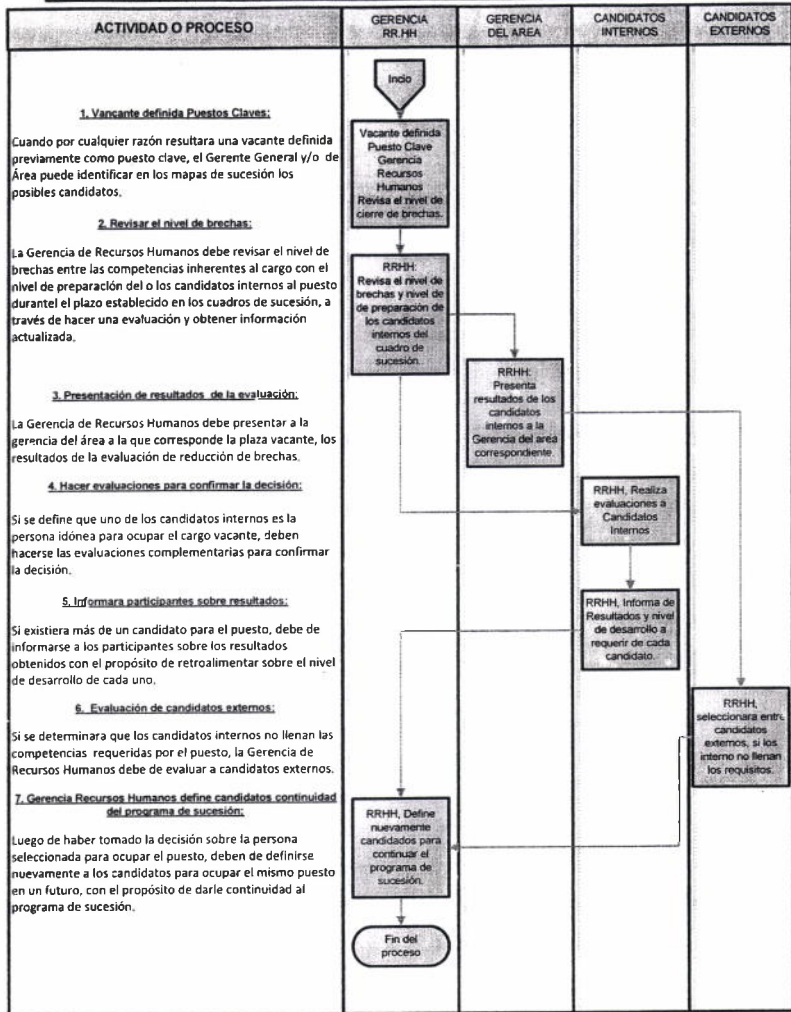 ACTIVIDAD O PROCESO
GERENCIA
RR.HH
GERENCIA
DEL AREA
CANDIDATOS
INTERNOS
CANDIDATOS
EXTERNOS
Incio
1. Vancante definida Puestos Claves:
Cuando por cualquier razón resultara una vacante definida
previamente como puesto clave, el Gerente General y/o de
Área puede identificar en los mapas de sucesión los
posibles candidatos.
Vacante definida
Puesto Clave
Gerencia
Recursos
Humanos
Revisa el nivel de
cierre de brechas.
2. Revisar el nivel de brechas:
La Gerencia de Recursos Humanos debe revisar el nivel de
brechas entre las competencias inherentes al cargo con el
nivel de preparación del o los candidatos internos al puesto
durantel el plazo establecido en los cuadros de sucesión, a
través de hacer una evaluación y obtener información
actualizada.
RRHH:
Revisa el nivel de
brechas y nivel de
de preparación de
los candidatos
internos del
cuadro de
sucesión.
3. Presentación de resultados de la evaluación:
La Gerencia de Recursos Humanos debe presentar a la
gerencia del área a la que corresponde la plaza vacante, los
resultados de la evaluación de reducción de brechas.
RRHH:
Presenta
resultados de los
candidatos
internos a la
Gerencia del area
correspondiente.
4. Hacer evaluaciones para confirmar la decisión:
Si se define que uno de los candidatos internos es la
persona idónea para ocupar el cargo vacante, deben
hacerse las evaluaciones complementarias para confirmar
la decisión.
RRHH, Realiza
evaluaciones a
Candidatos
Internos
5. Informara participantes sobre resultados:
Si existiera más de un candidato para el puesto, debe de
informarse a los participantes sobre los resultados
obtenidos con el propósito de retroalimentar sobre el nivel
de desarrollo de cada uno.
RRHH, Informa de
Resultados y nivel
de desarrollo a
requerir de cada
candidato.
6. Evaluación de candidatos externos:
Si se determinara que los candidatos internos no llenan las
competencias requeridas por el puesto, la Gerencia de
Recursos Humanos debe de evaluar a candidatos externos.
RRHH,
seleccionara entre
candidatos
externos, si los
interno no llenan
los requisitos.
7. Gerencia Recursos Humanos define candidatos continuidad
del programa de sucesión:
Luego de haber tomado la decisión sobre la persona
seleccionada para ocupar el puesto, deben de definirse
nuevamente a los candidatos para ocupar el mismo puesto
en un futuro, con el propósito de darle continuidad al
programa de sucesión.
RRHH, Define
nuevamente
candidados para
continuar el
programa de
sucesión.
Fin del
proceso